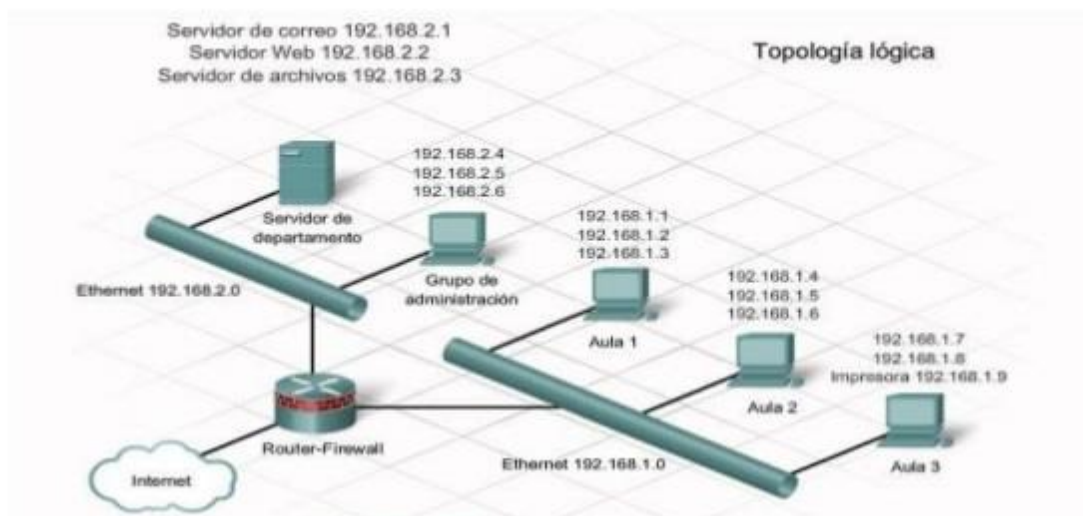 Servidor de correo 192.168.2.1
Servidor Web 192.168.2.2
Servidor de archivos 192.168.2.3
Topología lógica
192.168.2.4
192.168.2.5
192.168.2.6
Servidor de
departamento
192.168.1.1
192.168.1.2
192.168.1.3
Grupo de
administración
Ethernet 192.168.2.0
192.168.1.4
192.168.1.5
192.168.1.6
Aula 1
192.168.1.7
192.168.1.8
Impresora 192.168.1.9
Aula 2
Router-Firewall
Ethernet 192.168.1.0
Aula 3
Internet